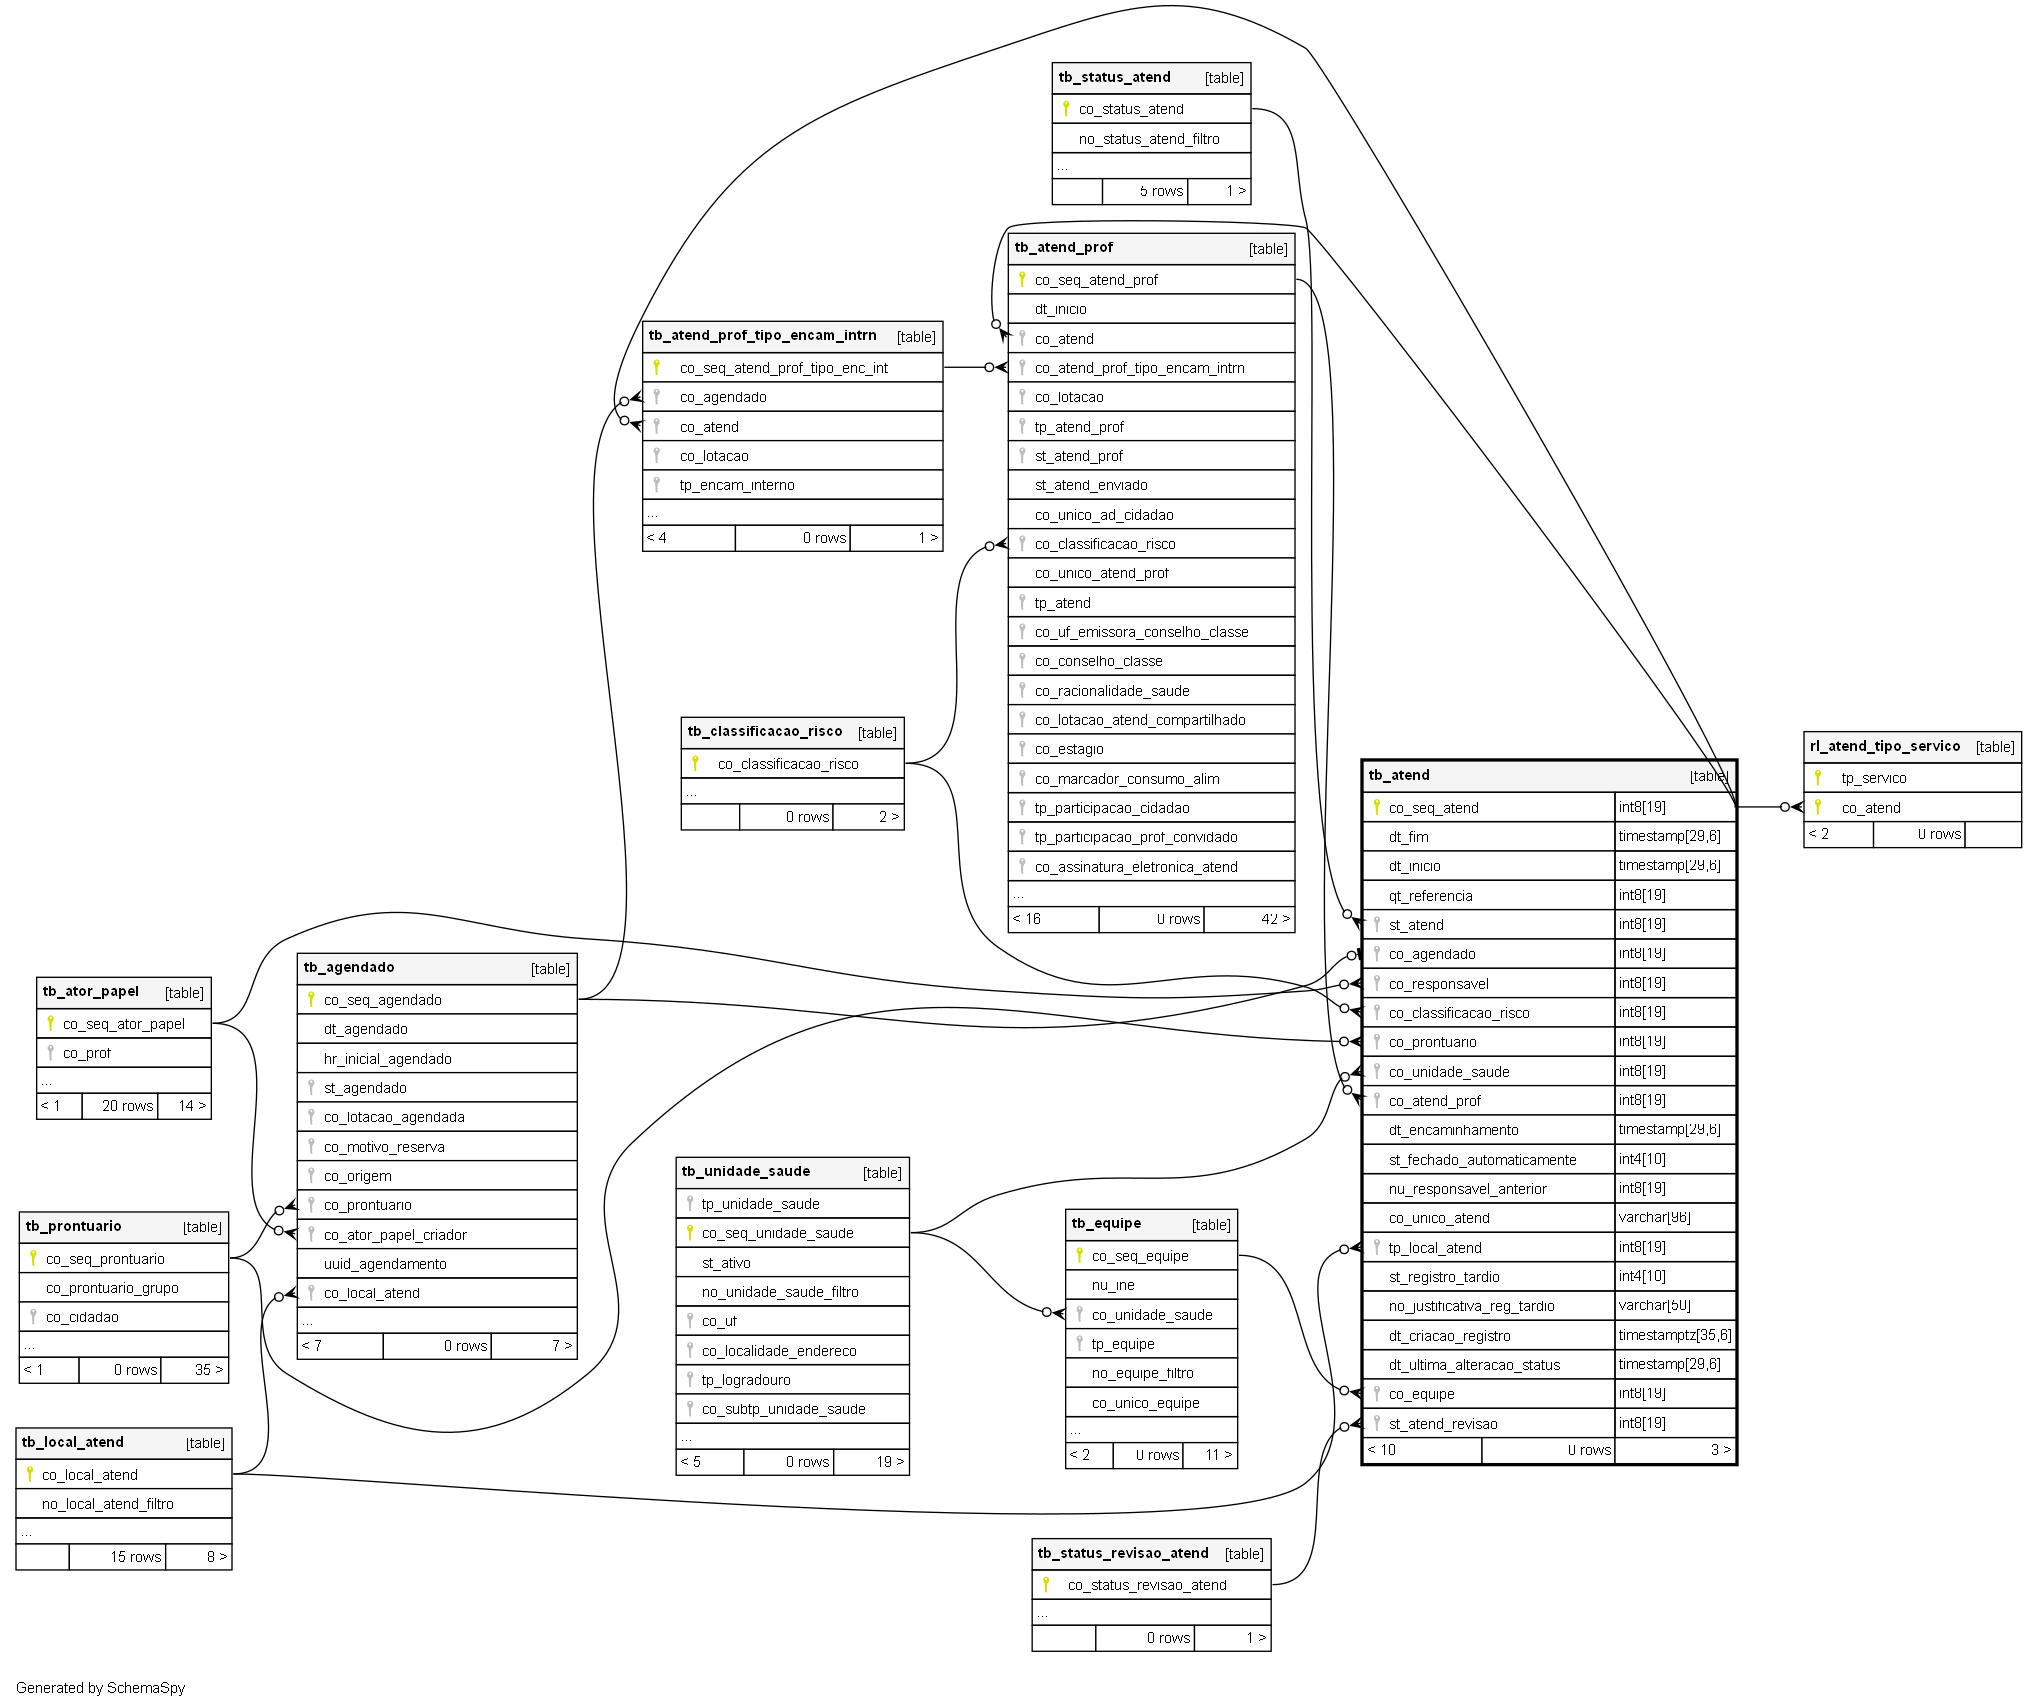 tb_status_atend [table]
co_status_atend
no_status_atend_filtro
...
5 rows 1 >
tb_atend_prof [table]
co_seq_atend_prof
dt_inicio
co_atend
co_atend_prof_tipo_encam_intrn
co_lotacao
tp_atend_prof
st_atend_prof
st_atend_enviado
co_unico_ad_cidadao
co_classificacao_risco
co_unico_atend_prof
tp_atend
co_uf_emissora_conselho_classe
co_conselho_classe
co_racionalidade_saude
co_lotacao_atend_compartilhado
co_estagio
co_marcador_consumo_alim
tp_participacao_cidadao
tp_participacao_prof_convidado
co_assinatura_eletronica_atend
...
< 16 0 rows 42 >
tb_atend_prof_tipo_encam_intrn [table]
co_seq_atend_prof_tipo_enc_int
co_agendado
co_atend
co_lotacao
tp_encam_interno
...
< 4 0 rows 1 >
tb_classificacao_risco [table]
co_classificacao_risco
...
0 rows 2 >
rl_atend_tipo_servico [table]
tp_servico
co_atend
< 2 0 rows
tb_atend [table]
co_seq_atend int8[19]
dt_fim timestamp[29,6]
dt_inicio timestamp[29,6]
qt_referencia int8[19]
st_atend int8[19]
co_agendado int8[19]
co_responsavel int8[19]
co_classificacao_risco int8[19]
co_prontuario int8[19]
co_unidade_saude int8[19]
co_atend_prof int8[19]
dt_encaminhamento timestamp[29,6]
st_fechado_automaticamente int4[10]
nu_responsavel_anterior int8[19]
co_unico_atend varchar[96]
tp_local_atend int8[19]
st_registro_tardio int4[10]
no_justificativa_reg_tardio varchar[50]
dt_criacao_registro timestamptz[35,6]
dt_ultima_alteracao_status timestamp[29,6]
co_equipe int8[19]
st_atend_revisao int8[19]
< 10 0 rows 3 >
tb_ator_papel [table]
co_seq_ator_papel
co_prof
...
< 1 20 rows 14 >
tb_agendado [table]
co_seq_agendado
dt_agendado
hr_inicial_agendado
st_agendado
co_lotacao_agendada
co_motivo_reserva
co_origem
co_prontuario
co_ator_papel_criador
uuid_agendamento
co_local_atend
...
< 7 0 rows 7 >
tb_unidade_saude [table]
tp_unidade_saude
co_seq_unidade_saude
st_ativo
no_unidade_saude_filtro
co_uf
co_localidade_endereco
tp_logradouro
co_subtp_unidade_saude
...
< 5 0 rows 19 >
tb_equipe [table]
co_seq_equipe
nu_ine
co_unidade_saude
tp_equipe
no_equipe_filtro
co_unico_equipe
...
< 2 0 rows 11 >
tb_prontuario [table]
co_seq_prontuario
co_prontuario_grupo
co_cidadao
...
< 1 0 rows 35 >
tb_local_atend [table]
co_local_atend
no_local_atend_filtro
...
15 rows 8 >
tb_status_revisao_atend [table]
co_status_revisao_atend
...
0 rows 1 >
Generated by SchemaSpy